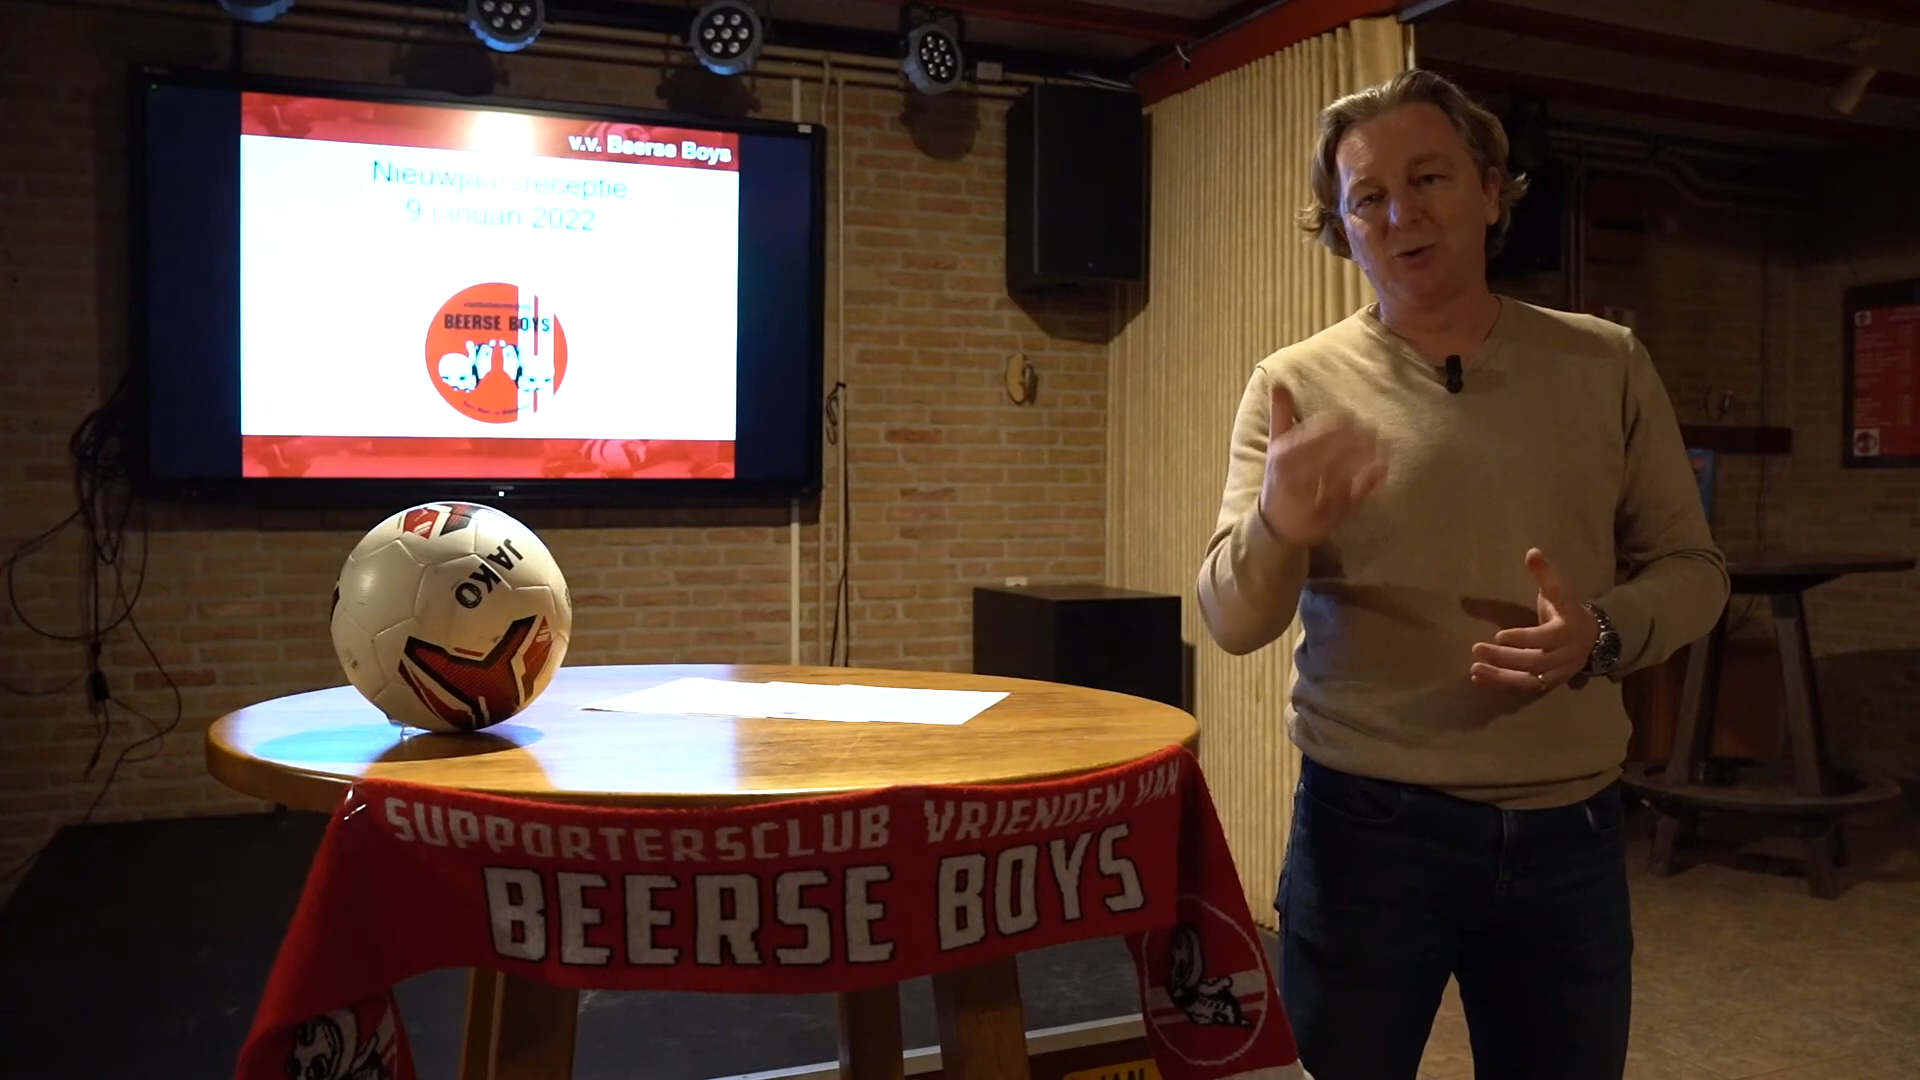 v.v. Beerse Boys
Nieuwjaarsreceptie
9 januari 2022
BEERSE BOYS
JAKO
SUPPORTERSCLUB VRIENDEN VAN
BEERSE BOYS